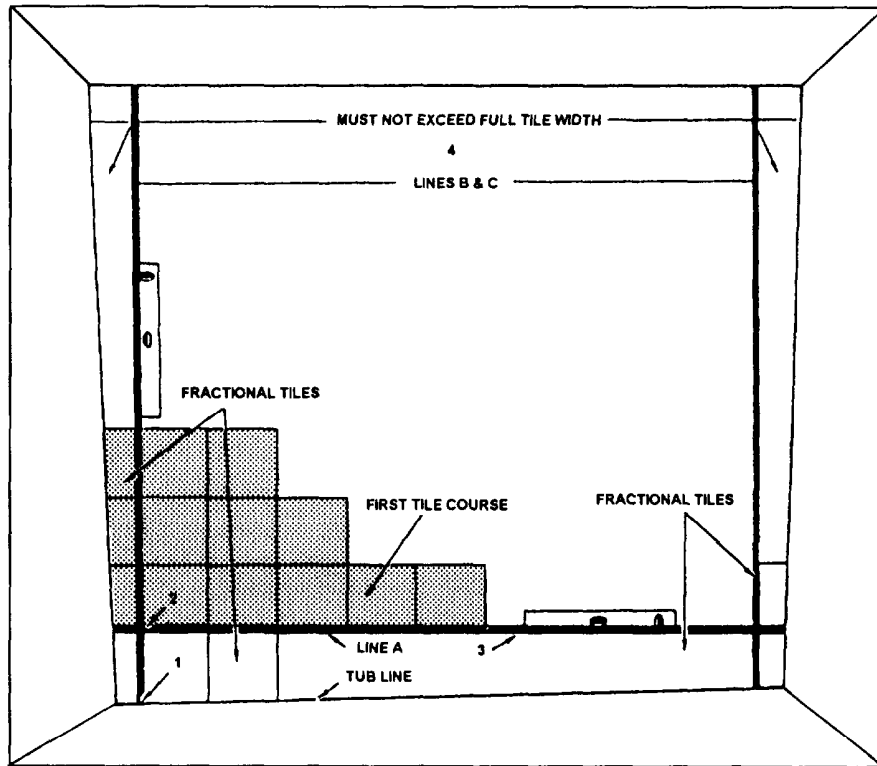 MUST NOT EXCEED FULL TILE WIDTH
4
LINES B & C
FRACTIONAL TILES
FIRST TILE COURSE
FRACTIONAL TILES
2
LINE A
3
1
TUB LINE